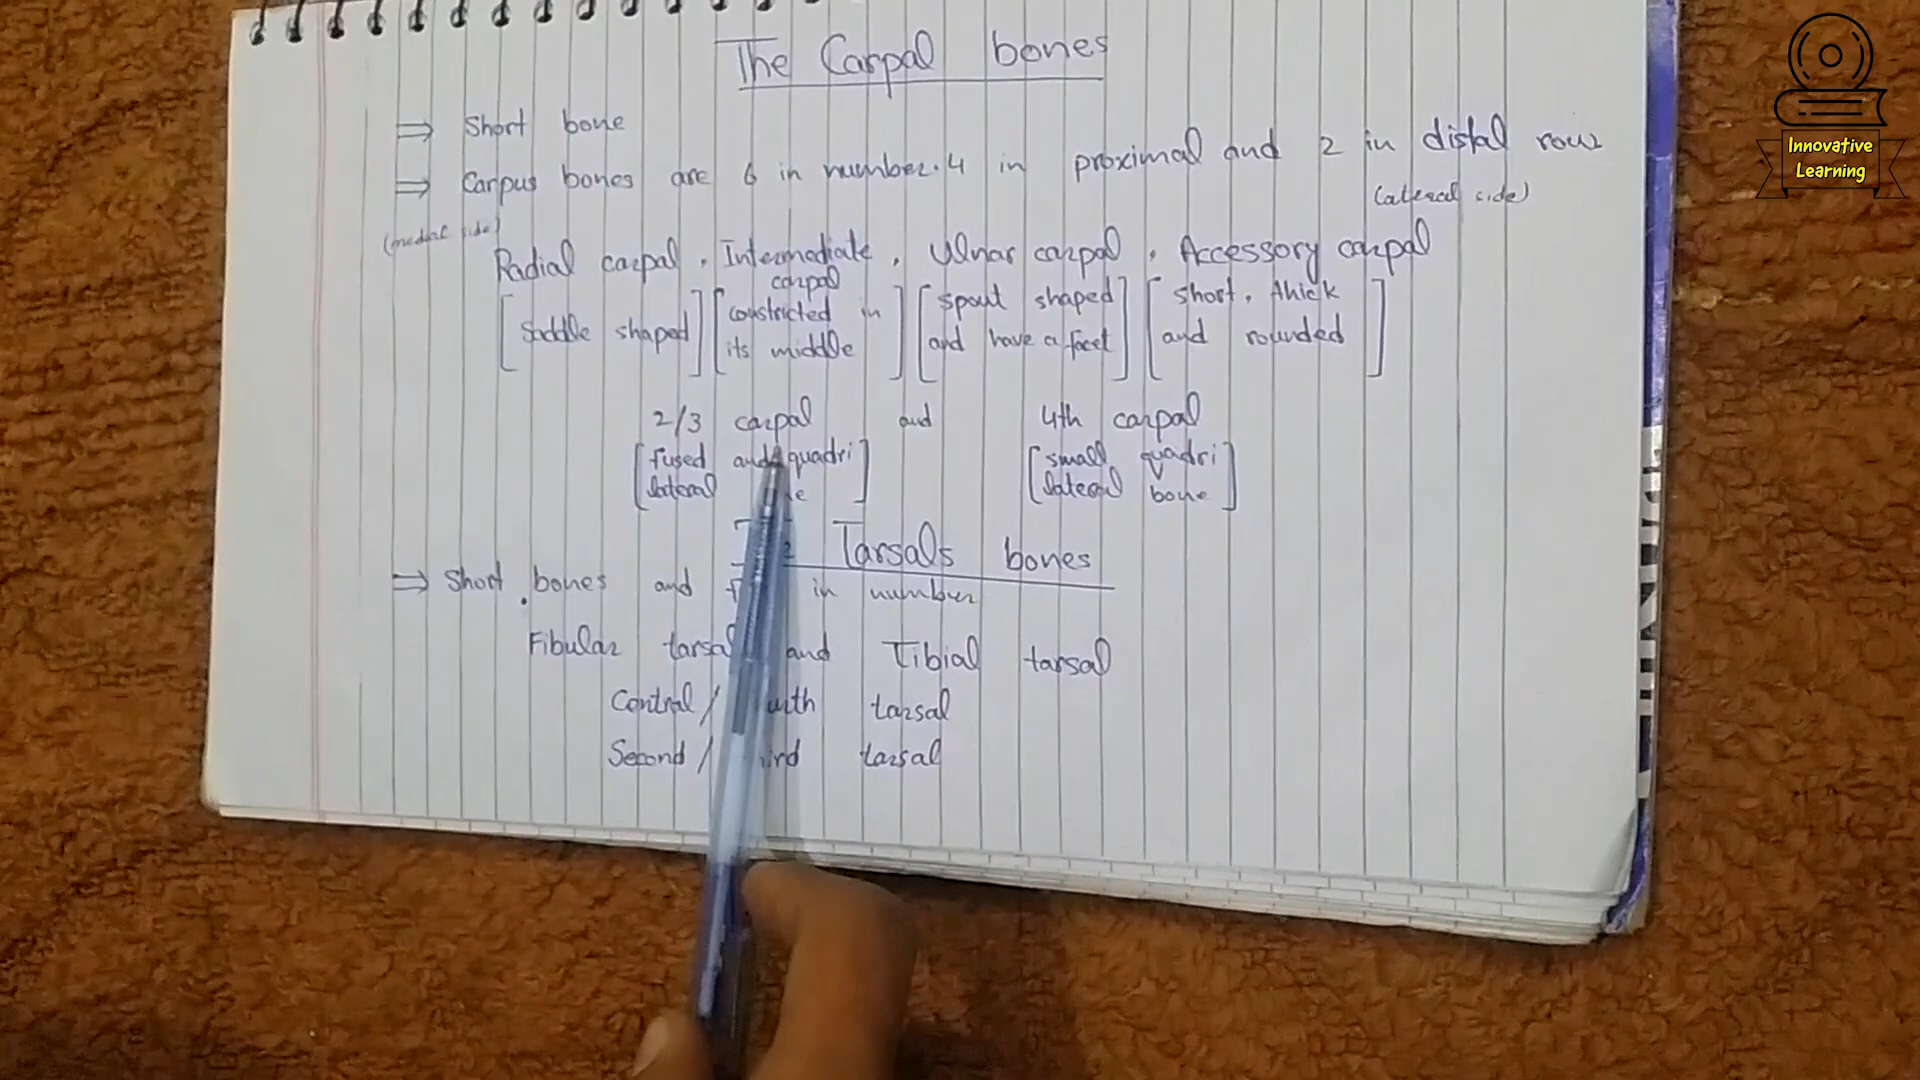 The Carpal bones
⇒ Short bone
⇒ Carpus bones are 6 in number. 4 in proximal and 2 in distal row
(medial side) (lateral side)
Radial carpal, Intermediate carpal, Ulnar carpal, Accessory carpal
[Saddle shaped] [constricted in its middle] [spout shaped and have a facet] [short, thick and rounded]
2/3 carpal and 4th carpal
[fused and quadri lateral] [small quadri lateral bone]
Tarsals bones
⇒ Short bones and in number
Fibular tarsal and Tibial tarsal
Central/ tarsal
Second/ tarsal
Innovative
Learning